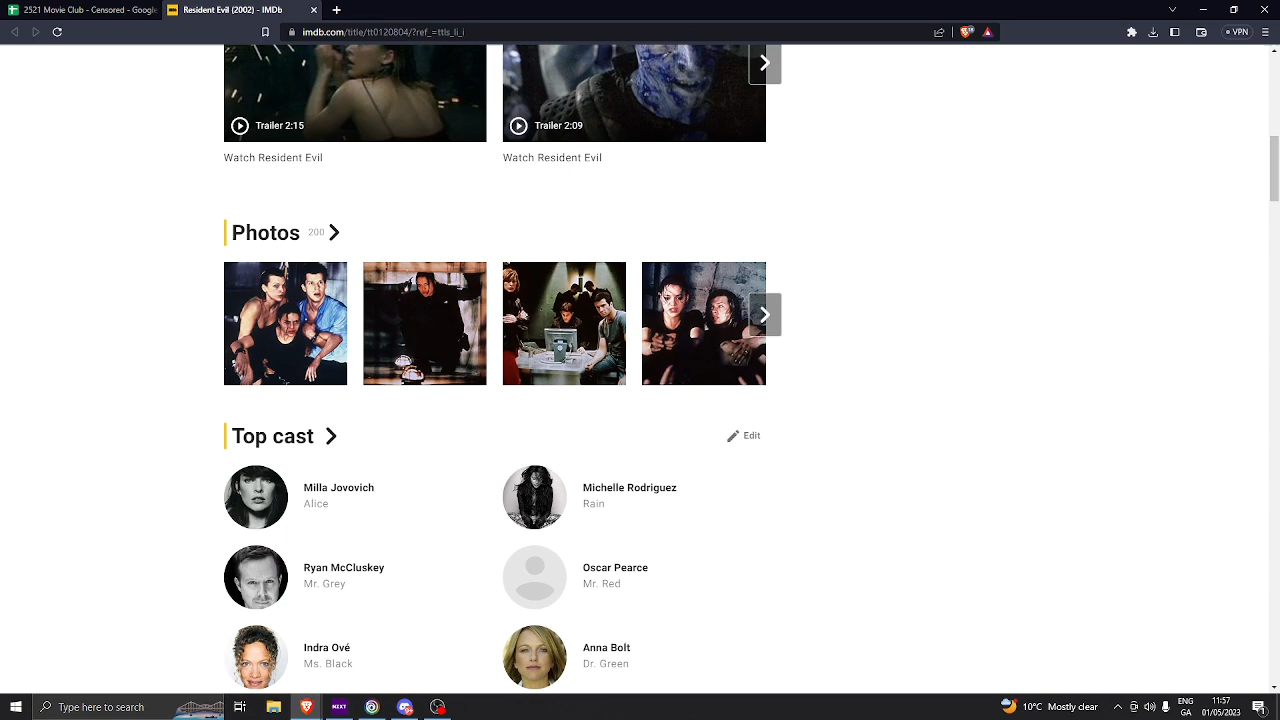 2521 Movie Club - Censored - Google
Resident Evil (2002) - IMDb
imdb.com/title/tt0120804/?ref_=ttls_li_i
VPN
Trailer 2:15
Trailer 2:09
Watch Resident Evil
Watch Resident Evil
Photos 200
Top cast
Edit
Milla Jovovich
Alice
Michelle Rodriguez
Rain
Ryan McCluskey
Mr. Grey
Oscar Pearce
Mr. Red
Indra Ové
Ms. Black
Anna Bolt
Dr. Green
Type here to search
NEXT
10°C Mostly clear
ENG
GA
11:57
01/05/2023